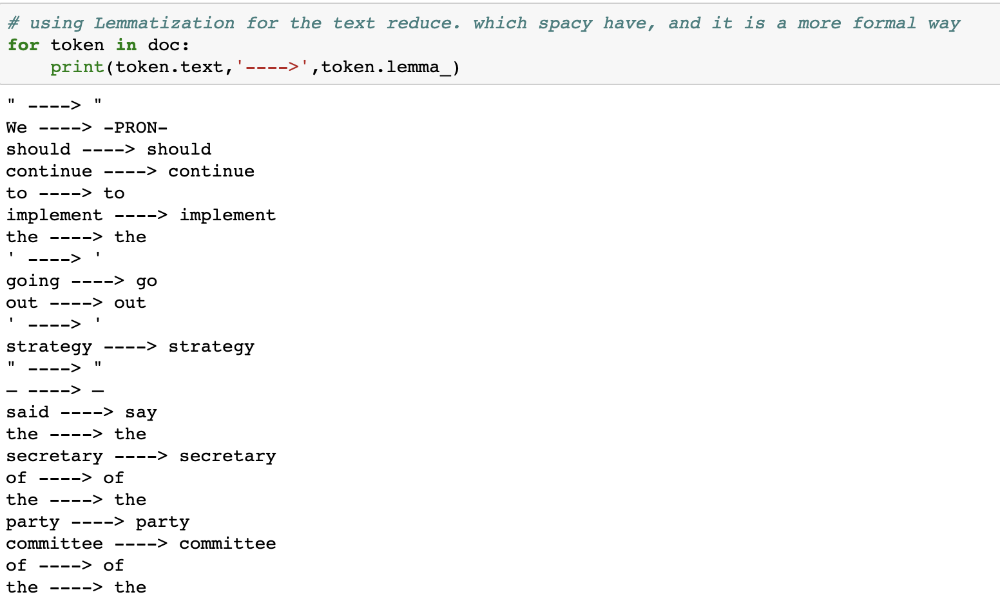 # using Lemmatization for the text reduce. which spacy have, and it is a more formal way
for token in doc:
    print(token.text,'---->',token.lemma_)
" ----> "
We ----> -PRON-
should ----> should
continue ----> continue
to ----> to
implement ----> implement
the ----> the
' ----> '
going ----> go
out ----> out
' ----> '
strategy ----> strategy
" ----> "
— ----> —
said ----> say
the ----> the
secretary ----> secretary
of ----> of
the ----> the
party ----> party
committee ----> committee
of ----> of
the ----> the